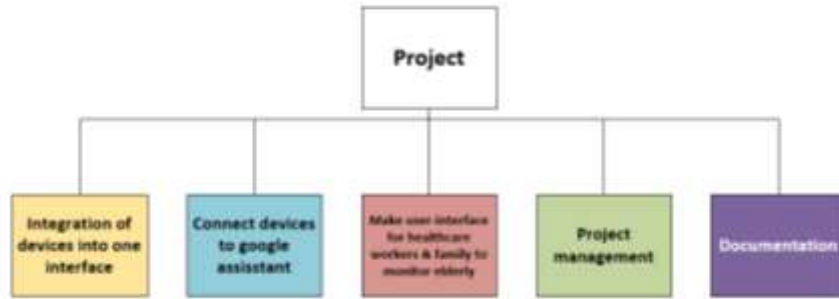 Project
Integration of
devices into one
interface
Connect devices
to google
assisstant
Make user-interface
for healthcare
workers & family to
monitor elderly
Project
management
Documentation